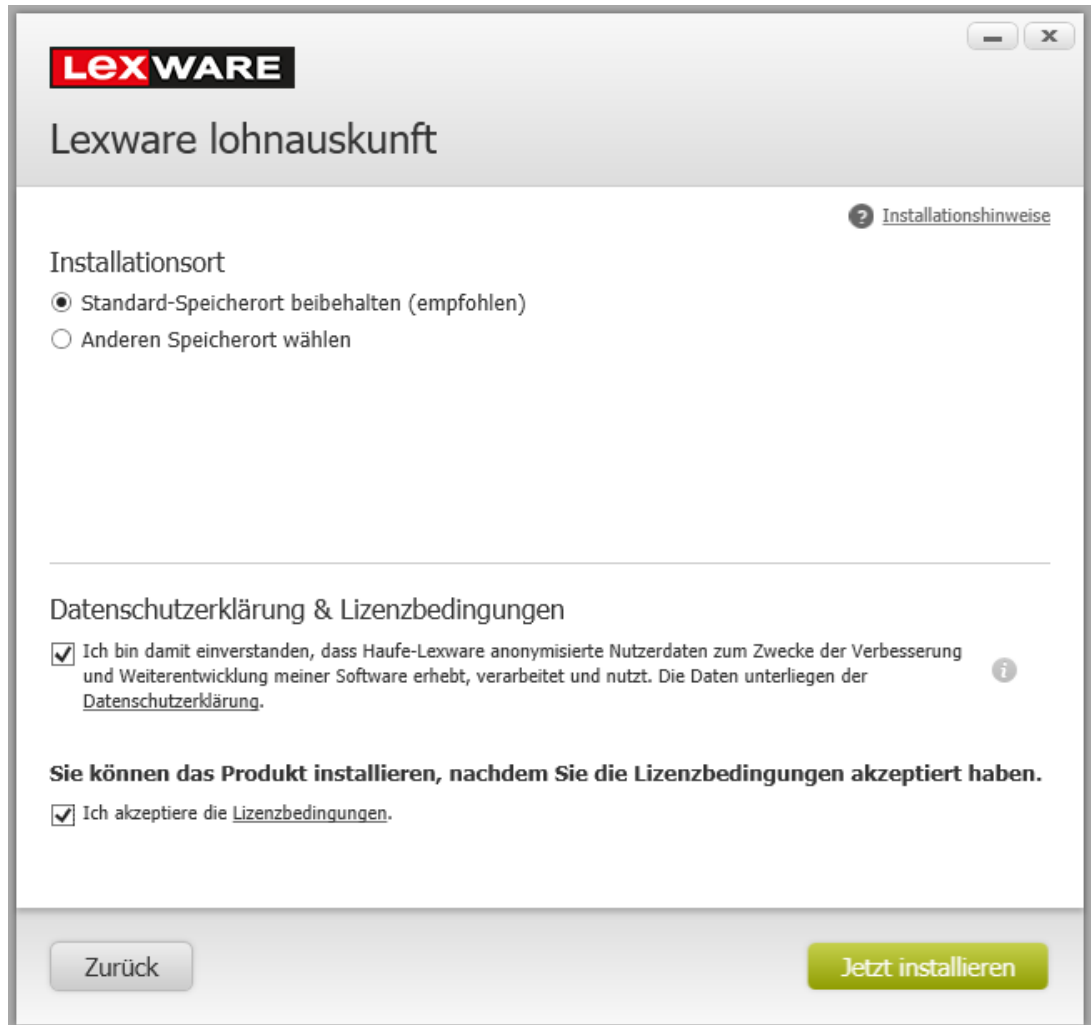 LEXWARE
Lexware lohnauskunft
Installationshinweise
Installationsort
Standard-Speicherort beibehalten (empfohlen)
Anderen Speicherort wählen
Datenschutzerklärung & Lizenzbedingungen
Ich bin damit einverstanden, dass Haufe-Lexware anonymisierte Nutzerdaten zum Zwecke der Verbesserung
und Weiterentwicklung meiner Software erhebt, verarbeitet und nutzt. Die Daten unterliegen der
Datenschutzerklärung.
Sie können das Produkt installieren, nachdem Sie die Lizenzbedingungen akzeptiert haben.
Ich akzeptiere die Lizenzbedingungen.
Zurück
Jetzt installieren